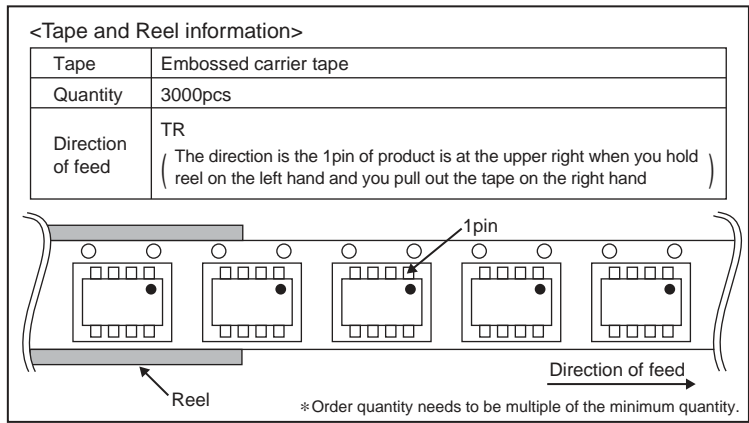 <Tape and Reel information>
Tape Embossed carrier tape
Quantity 3000pcs
Direction of feed TR
( The direction is the 1pin of product is at the upper right when you hold
reel on the left hand and you pull out the tape on the right hand )
1pin
Direction of feed
Reel
*Order quantity needs to be multiple of the minimum quantity.